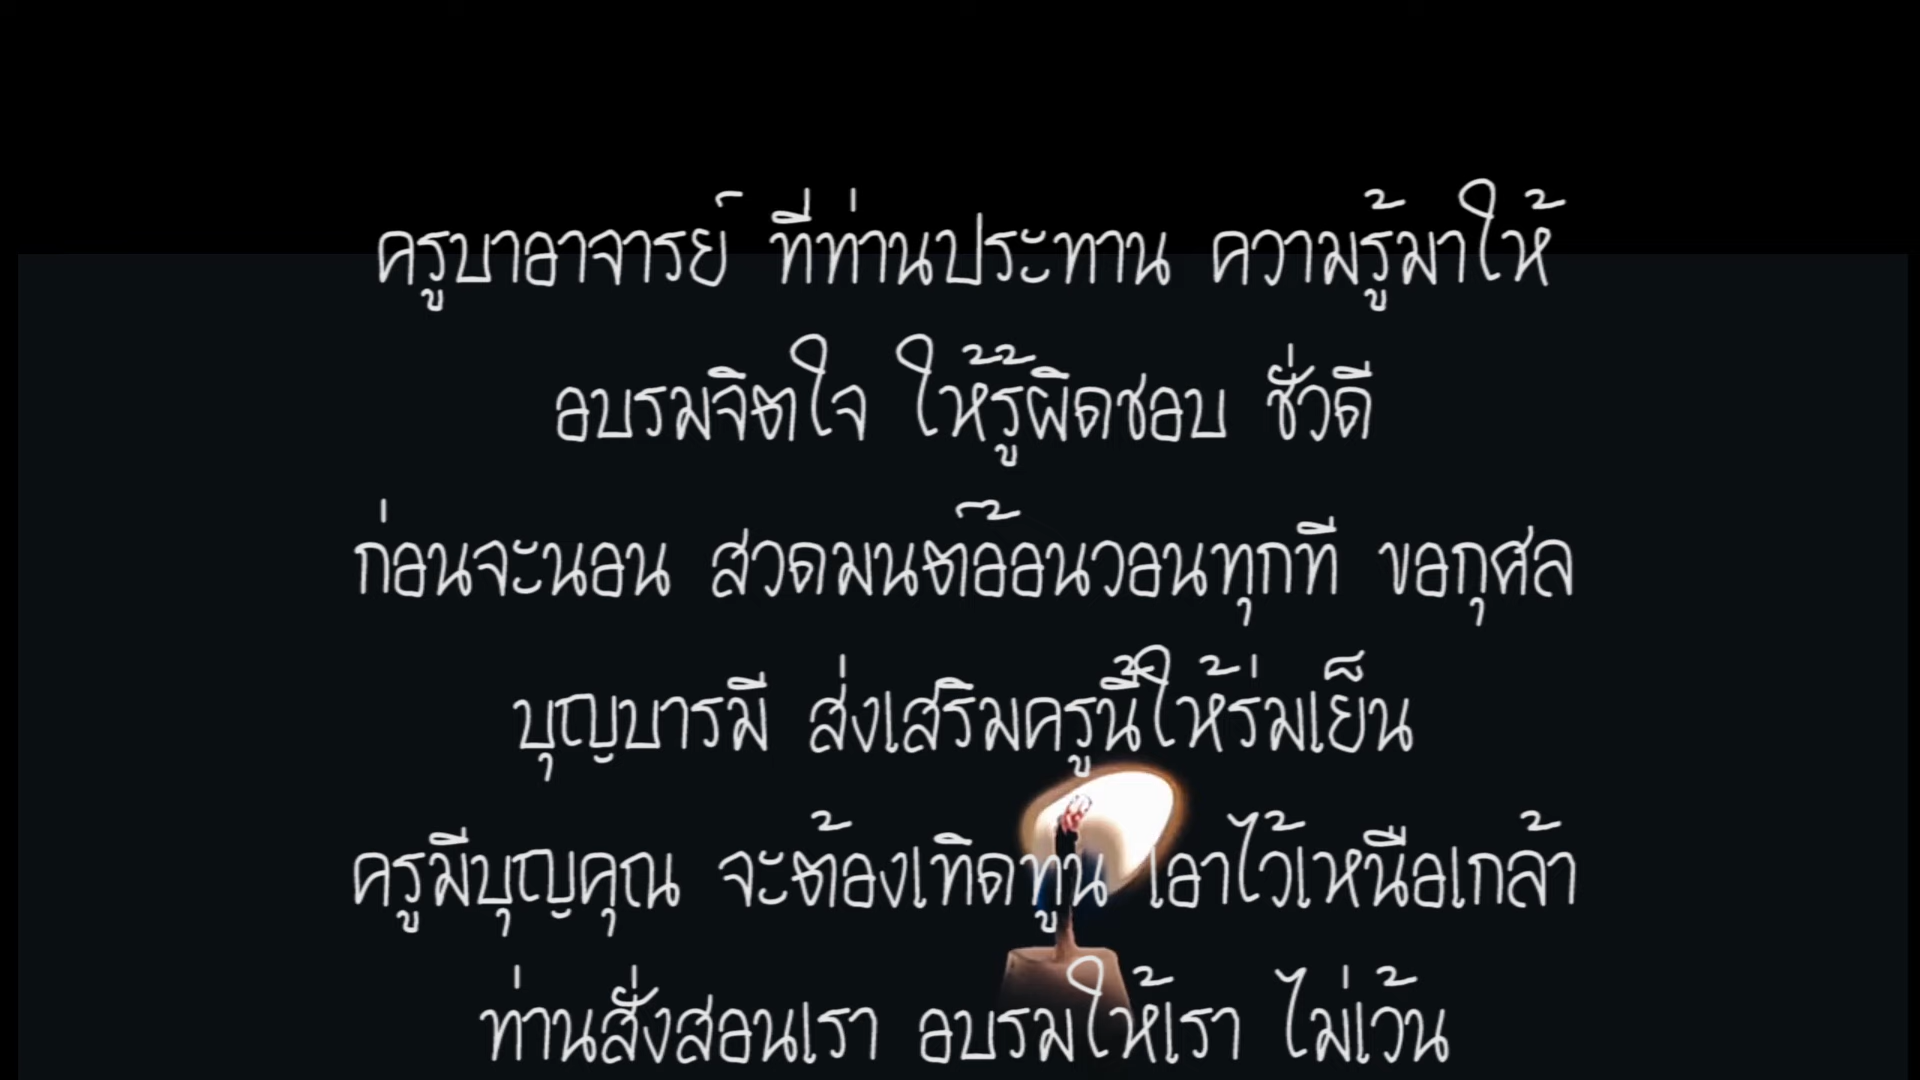 ครูบาอาจารย์ ที่ท่านประทาน ความรู้มาให้
อบรมจิตใจ ให้รู้ผิดชอบ ชั่วดี
ก่อนจะนอน สวดมนต์อ้อนวอนทุกที ขอกุศล
บุญบารมี ส่งเสริมครูนี้ให้ร่มเย็น
ครูมีบุญคุณ จะต้องเทิดทูน เอาไว้เหนือเกล้า
ท่านสั่งสอนเรา อบรมให้เรา ไม่เว้น